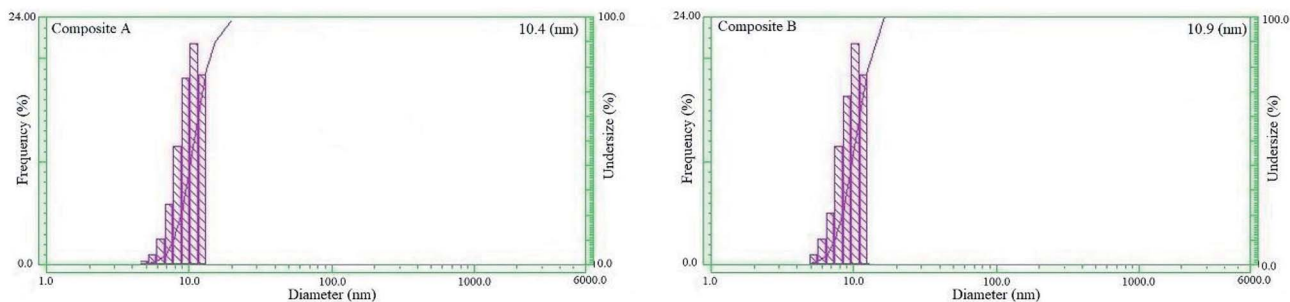 24.00
Composite A
10.4 (nm)
100.0
Frequency (%)
Undersize (%)
0.0
0.0
1.0
10.0
100.0
1000.0
6000.0
Diameter (nm)
24.00
Composite B
10.9 (nm)
100.0
Frequency (%)
Undersize (%)
0.0
0.0
1.0
10.0
100.0
1000.0
6000.0
Diameter (nm)